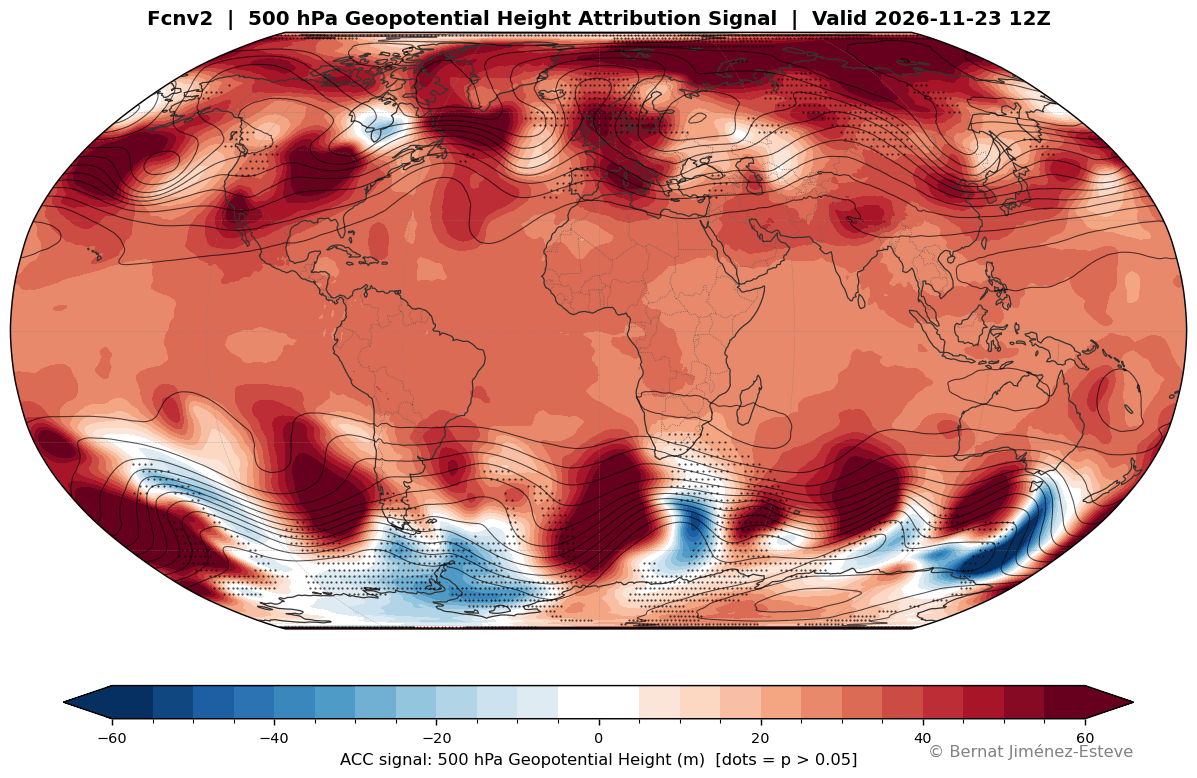 Fcnv2 | 500 hPa Geopotential Height Attribution Signal | Valid 2026-11-23 12Z
−60 −40 −20 0 20 40 60
ACC signal: 500 hPa Geopotential Height (m) [dots = p > 0.05]
© Bernat Jiménez-Esteve